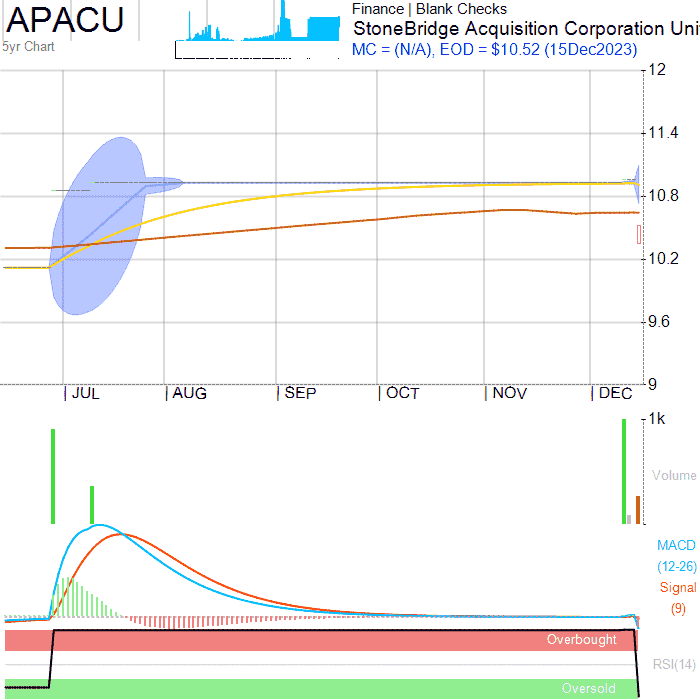 APACU
5yr Chart
Finance | Blank Checks
StoneBridge Acquisition Corporation Uni
MC = (N/A), EOD = $10.52 (15Dec2023)
12
11.4
10.8
10.2
9.6
9
JUL AUG SEP OCT NOV DEC
1k
Volume
MACD
(12-26)
Signal
(9)
Overbought
RSI(14)
Oversold